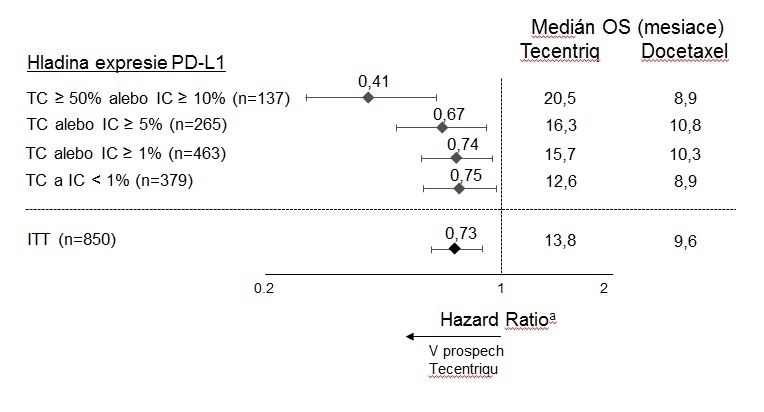 Medián OS (mesiace)
Tecentriq Docetaxel
Hladina expresie PD-L1
TC ≥ 50% alebo IC ≥ 10% (n=137) 0,41 20,5 8,9
TC alebo IC ≥ 5% (n=265) 0,67 16,3 10,8
TC alebo IC ≥ 1% (n=463) 0,74 15,7 10,3
TC a IC < 1% (n=379) 0,75 12,6 8,9
ITT (n=850) 0,73 13,8 9,6
0.2 1 2
Hazard Ratioª
V prospech
Tecentriqu